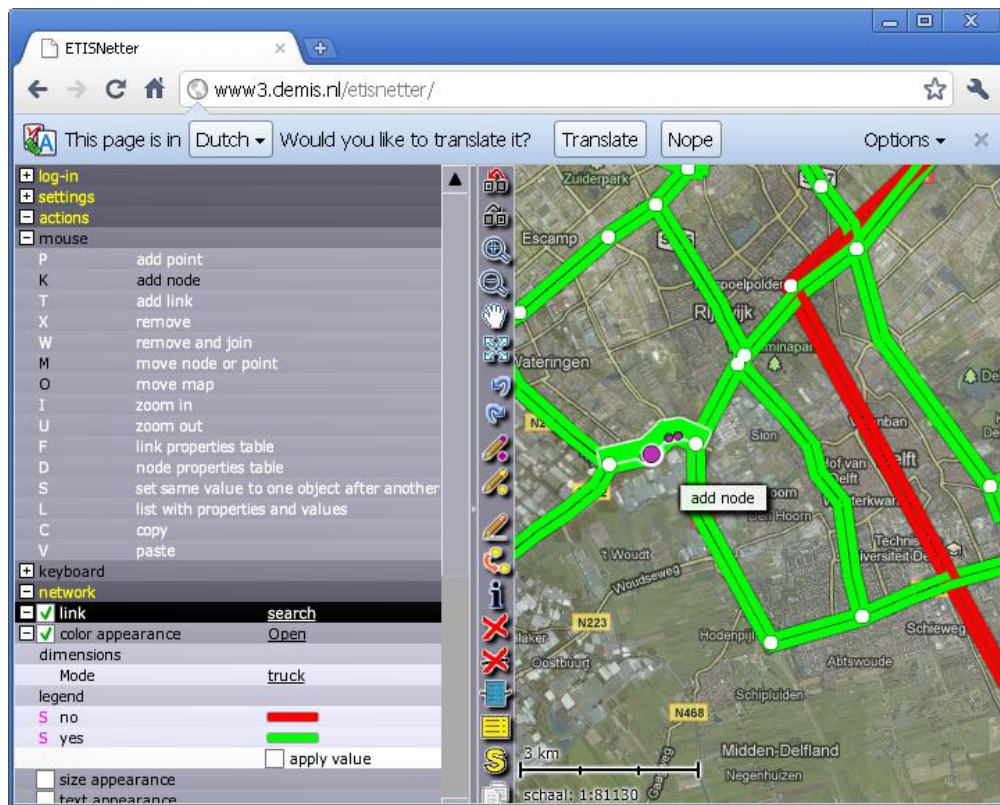 ETISNetter
www3.demis.nl/etisnetter/
This page is in Dutch Would you like to translate it? Translate Nope Options
log-in
settings
actions
mouse
P add point
K add node
T add link
X remove
W remove and join
M move node or point
O move map
I zoom in
U zoom out
F link properties table
D node properties table
S set same value to one object after another
L list with properties and values
C copy
V paste
keyboard
network
link search
color appearance Open
dimensions
Mode truck
legend
S no
S yes
apply value
size appearance
text appearance
Zuiderpark
Escamp
Wateringen
Sion
Hof van
Delft
add node
Den Hoorn
't Woudt
Woudseweg
N223
Oostbuurt
Schieweg
Abtswoude
Schipluiden
N468
Midden-Delfland
Negenhuizen
3 km
schaal: 1:81130